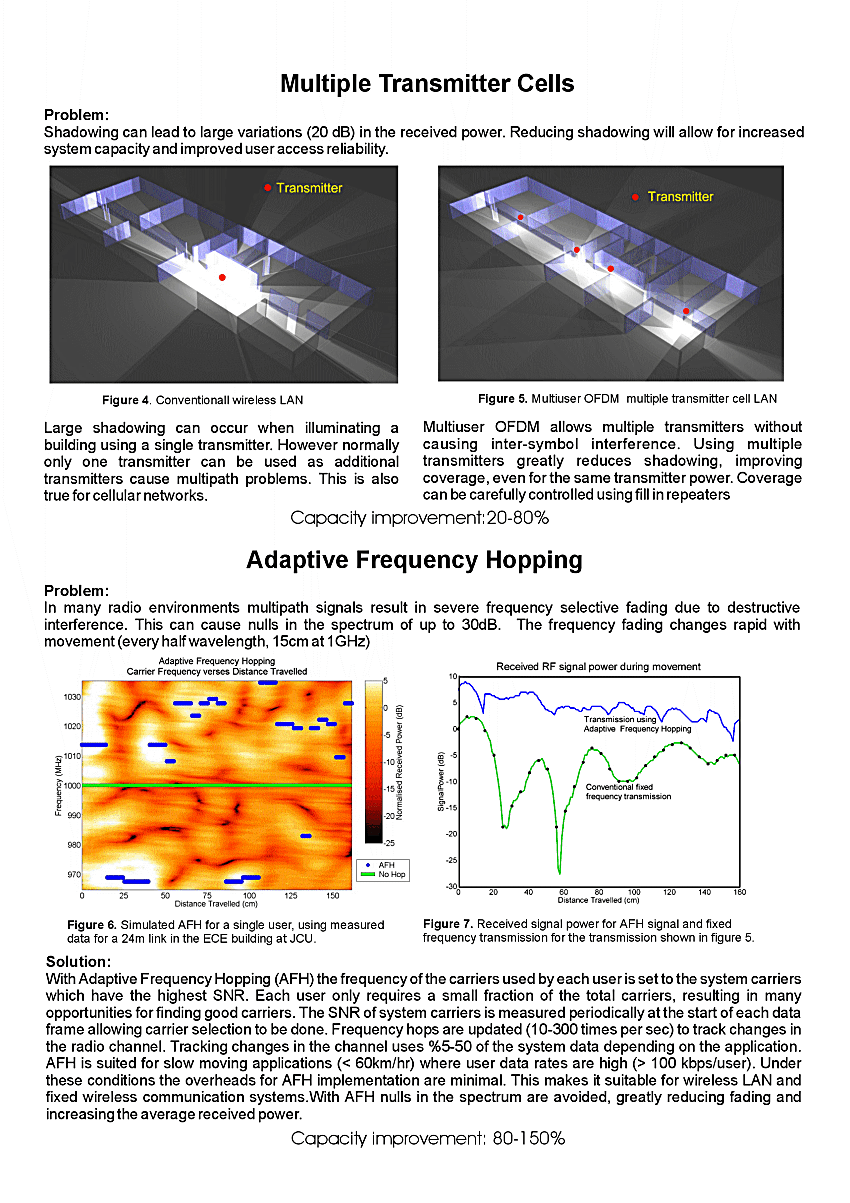 Multiple Transmitter Cells
Problem:
Shadowing can lead to large variations (20 dB) in the received power. Reducing shadowing will allow for increased
system capacity and improved user access reliability.
Transmitter
Transmitter
Figure 4. Conventionall wireless LAN
Figure 5. Multiuser OFDM multiple transmitter cell LAN
Large shadowing can occur when illuminating a
building using a single transmitter. However normally
only one transmitter can be used as additional
transmitters cause multipath problems. This is also
true for cellular networks.
Multiuser OFDM allows multiple transmitters without
causing inter-symbol interference. Using multiple
transmitters greatly reduces shadowing, improving
coverage, even for the same transmitter power. Coverage
can be carefully controlled using fill in repeaters
Capacity improvement:20-80%
Adaptive Frequency Hopping
Problem:
In many radio environments multipath signals result in severe frequency selective fading due to destructive
interference. This can cause nulls in the spectrum of up to 30dB. The frequency fading changes rapid with
movement (every half wavelength, 15cm at 1GHz)
Adaptive Frequency Hopping
Carrier Frequency verses Distance Travelled
1030
1020
1010
1000
990
980
970
Frequency (MHz)
0 25 50 75 100 125 150
Distance Travelled (cm)
5
0
-5
-10
-15
-20
-25
Normalised Received Power (dB)
AFH
No Hop
Received RF signal power during movement
10
5
0
-5
-10
-15
-20
-25
-30
SignalPower (dB)
Transmission using
Adaptive Frequency Hopping
Conventional fixed
frequency transmission
0 20 40 60 80 100 120 140 160
Distance Travelled (cm)
Figure 6. Simulated AFH for a single user, using measured
data for a 24m link in the ECE building at JCU.
Figure 7. Received signal power for AFH signal and fixed
frequency transmission for the transmission shown in figure 5.
Solution:
With Adaptive Frequency Hopping (AFH) the frequency of the carriers used by each user is set to the system carriers
which have the highest SNR. Each user only requires a small fraction of the total carriers, resulting in many
opportunities for finding good carriers. The SNR of system carriers is measured periodically at the start of each data
frame allowing carrier selection to be done. Frequency hops are updated (10-300 times per sec) to track changes in
the radio channel. Tracking changes in the channel uses %5-50 of the system data depending on the application.
AFH is suited for slow moving applications (< 60km/hr) where user data rates are high (> 100 kbps/user). Under
these conditions the overheads for AFH implementation are minimal. This makes it suitable for wireless LAN and
fixed wireless communication systems.With AFH nulls in the spectrum are avoided, greatly reducing fading and
increasing the average received power.
Capacity improvement: 80-150%